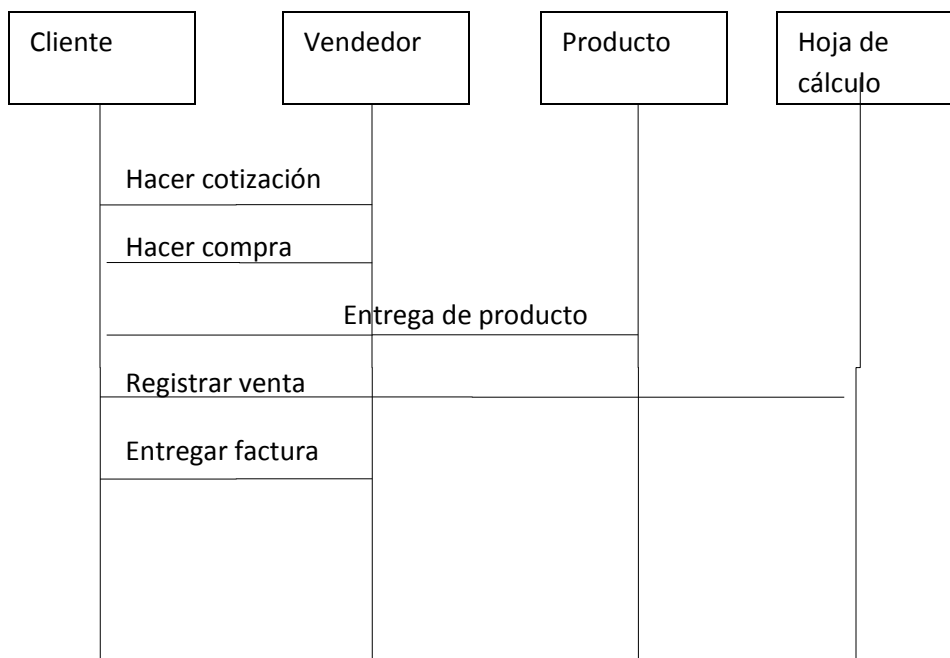 Cliente
Vendedor
Producto
Hoja de
cálculo
Hacer cotización
Hacer compra
Entrega de producto
Registrar venta
Entregar factura